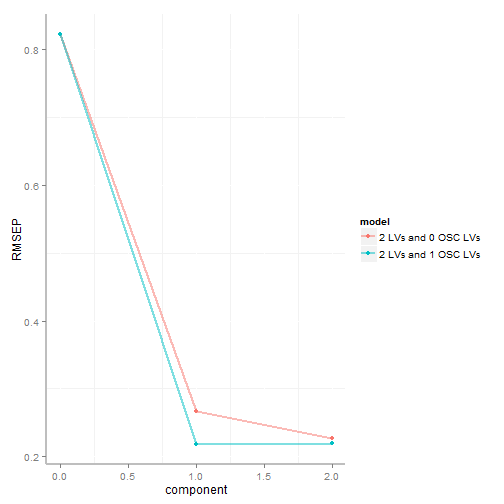 RMSEP
0.8
0.6
0.4
0.2
0.0 0.5 1.0 1.5 2.0
component
model
2 LVs and 0 OSC LVs
2 LVs and 1 OSC LVs